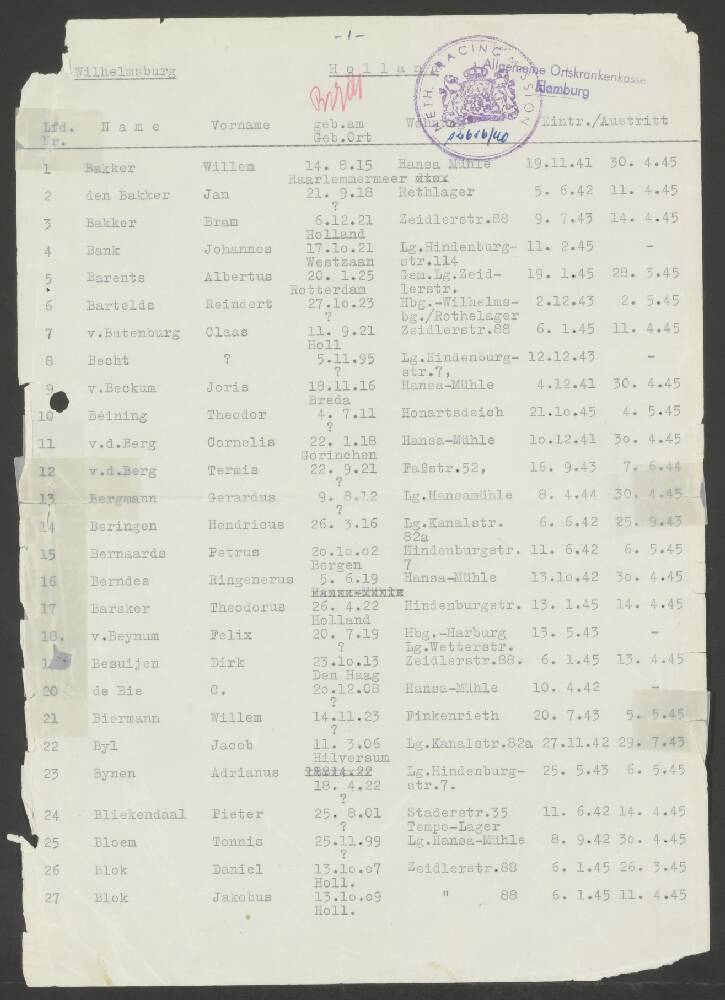 -1-
Wilhelmsburg Holland
NETH. TRACING MISSION
Allgemeine Ortskrankenkasse
Hamburg
Lfd. Name Vorname geb.am Eintr./Austritt
Nr. Geb.Ort
1 Bakker Willem 14. 8.15 Hansa Mühle 19.11.41 30. 4.45
Haarlemmermeer
2 den Bakker Jan 21. 9.18 Rethlager 5. 6.42 11. 4.45
?
3 Bakker Bram 6.12.21 Zeidlerstr.88 9. 7.43 14. 4.45
Holland
4 Bank Johannes 17.1o.21 Lg.Hindenburg- 11. 2.45 -
Westzaan str.114
5 Barents Albertus 20. 1.25 Gem.Lg.Zeid- 19. 1.45 28. 3.45
Rotterdam lerstr.
6 Bartelds Reindert 27.1o.23 Hbg.-Wilhelms- 2.12.43 2. 5.45
? bg./Rothelager
7 v.Batenburg Claas 11. 9.21 Zeidlerstr.88 6. 1.45 11. 4.45
Holl
8 Becht ? 5.11.95 Lg.Hindenburg- 12.12.43 -
? str.7,
9 v.Beckum Joris 18.11.16 Hansa-Mühle 4.12.41 30. 4.45
Breda
10 Beining Theodor 4. 7.11 Honartsdeich 21.1o.45 4. 5.45
?
11 v.d.Berg Cornelis 22. 1.18 Hansa-Mühle 1o.12.41 3o. 4.45
Gorinchen
12 v.d.Berg Termis 22. 9.21 Faßstr.52, 16. 9.43 7. 6.44
?
13 Bergmann Gerardus 9. 8.12 Lg.Hansamühle 8. 4.44 30. 4.45
?
14 Beringen Hendricus 26. 3.16 Lg.Kanalstr. 6. 6.42 25. 9.43
82a
15 Bernaards Petrus 2o.1o.o2 Hindenburgstr. 11. 6.42 6. 5.45
Bergen 7
16 Berndes Ringenerus 5. 6.19 Hansa-Mühle 13.1o.42 3o. 4.45
17 Barsker Theodorus 26. 4.22 Hindenburgstr. 13. 1.45 14. 4.45
Holland
18. v.Beynum Felix 20. 7.19 Hbg.-Harburg 13. 5.43 -
? Lg.Wetterstr.
Besuijen Dirk 23.1o.13 Zeidlerstr.88. 6. 1.45 13. 4.45
Den Haag
20 de Bie C. 2o.12.08 Hansa-Mühle 10. 4.42 -
?
21 Biermann Willem 14.11.23 Finkenrieth 20. 7.43 5. 5.45
?
22 Byl Jacob 11. 3.06 Lg.Kanalstr.82a 27.11.42 29. 7.43
Hilversum
23 Bynen Adrianus Lg.Hindenburg- 25. 5.43 6. 5.45
18. 4.22 str.7.
?
24 Bliekendaal Pieter 25. 8.01 Staderstr.35 11. 6.42 14. 4.45
? Tempo-Lager
25 Bloem Tonnis 25.11.99 Lg.Hansa-Mühle 8. 9.42 3o. 4.45
?
26 Blok Daniel 13.1o.o7 Zeidlerstr.88 6. 1.45 26. 3.45
Holl.
27 Blok Jakobus 13.1o.o9 " 88 6. 1.45 11. 4.45
Holl.